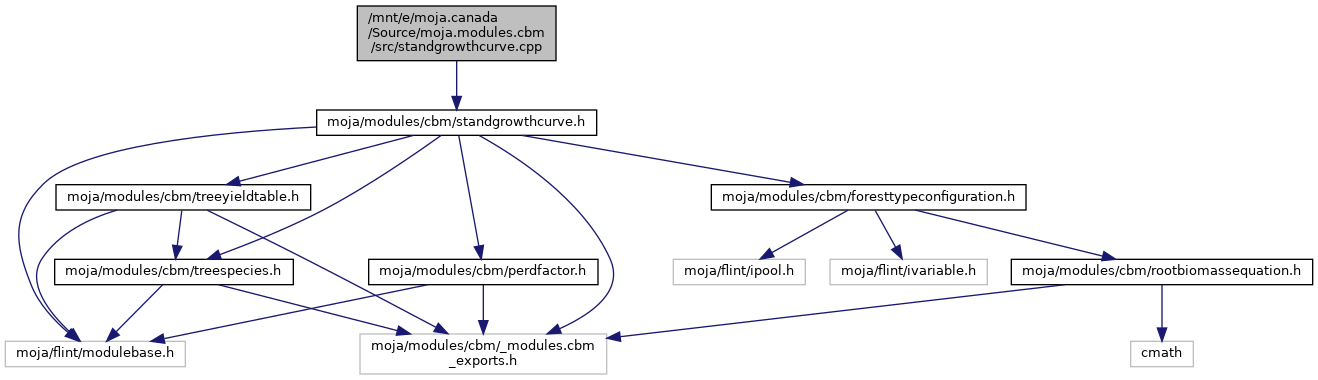 /mnt/e/moja.canada
/Source/moja.modules.cbm
/src/standgrowthcurve.cpp
moja/modules/cbm/standgrowthcurve.h
moja/modules/cbm/treeyieldtable.h
moja/modules/cbm/foresttypeconfiguration.h
moja/modules/cbm/treespecies.h
moja/modules/cbm/perdfactor.h
moja/flint/ipool.h
moja/flint/ivariable.h
moja/modules/cbm/rootbiomassequation.h
moja/flint/modulebase.h
moja/modules/cbm/_modules.cbm
_exports.h
cmath